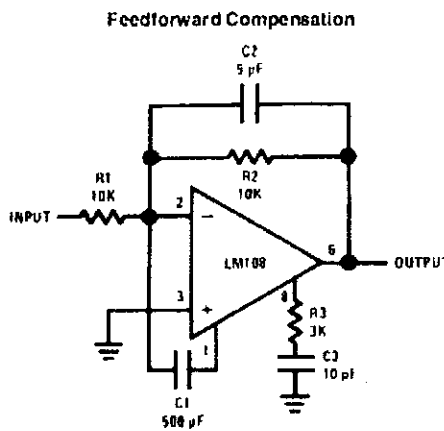 Feedforward Compensation
C2
5 pF
R1
10K
R2
10K
INPUT
2
−
LM108
6
OUTPUT
3
+
8
R3
3K
1
C3
10 pF
C1
500 pF